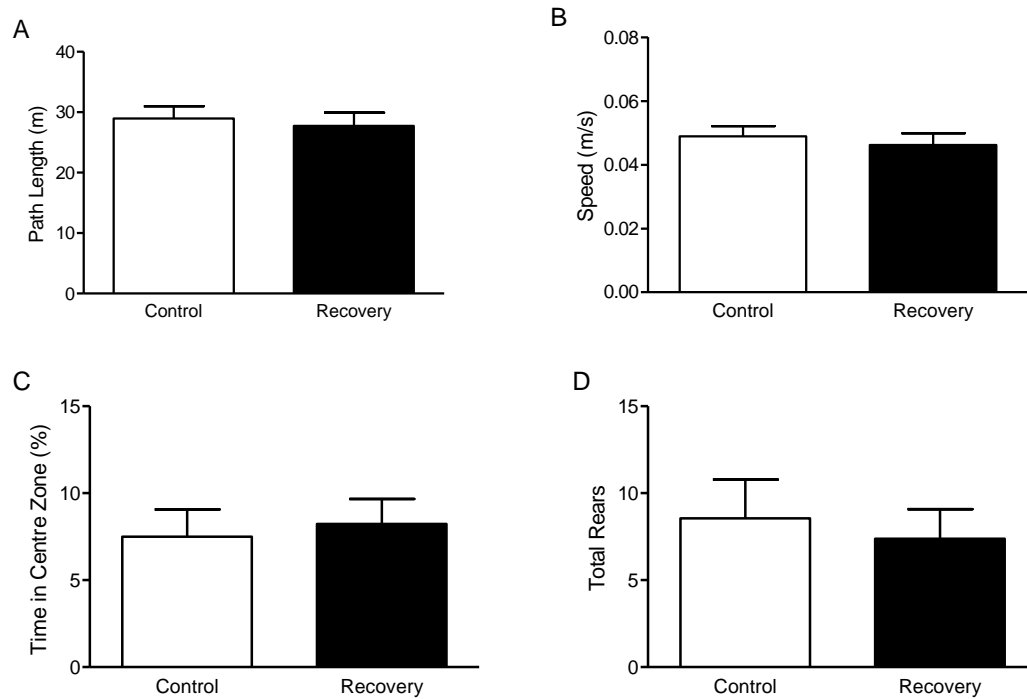 A
Path Length (m)
40
30
20
10
0
Control Recovery
B
Speed (m/s)
0.08
0.06
0.04
0.02
0.00
Control Recovery
C
Time in Centre Zone (%)
15
10
5
0
Control Recovery
D
Total Rears
15
10
5
0
Control Recovery